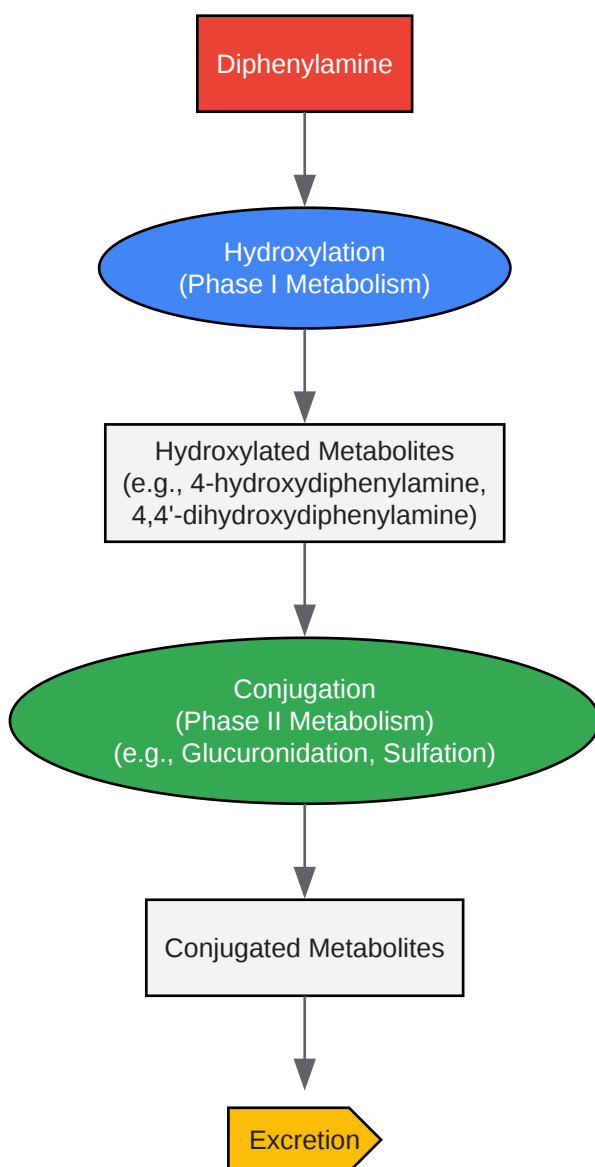 Diphenylamine
Hydroxylation
(Phase I Metabolism)
Hydroxylated Metabolites
(e.g., 4-hydroxydiphenylamine,
4,4'-dihydroxydiphenylamine)
Conjugation
(Phase II Metabolism)
(e.g., Glucuronidation, Sulfation)
Conjugated Metabolites
Excretion